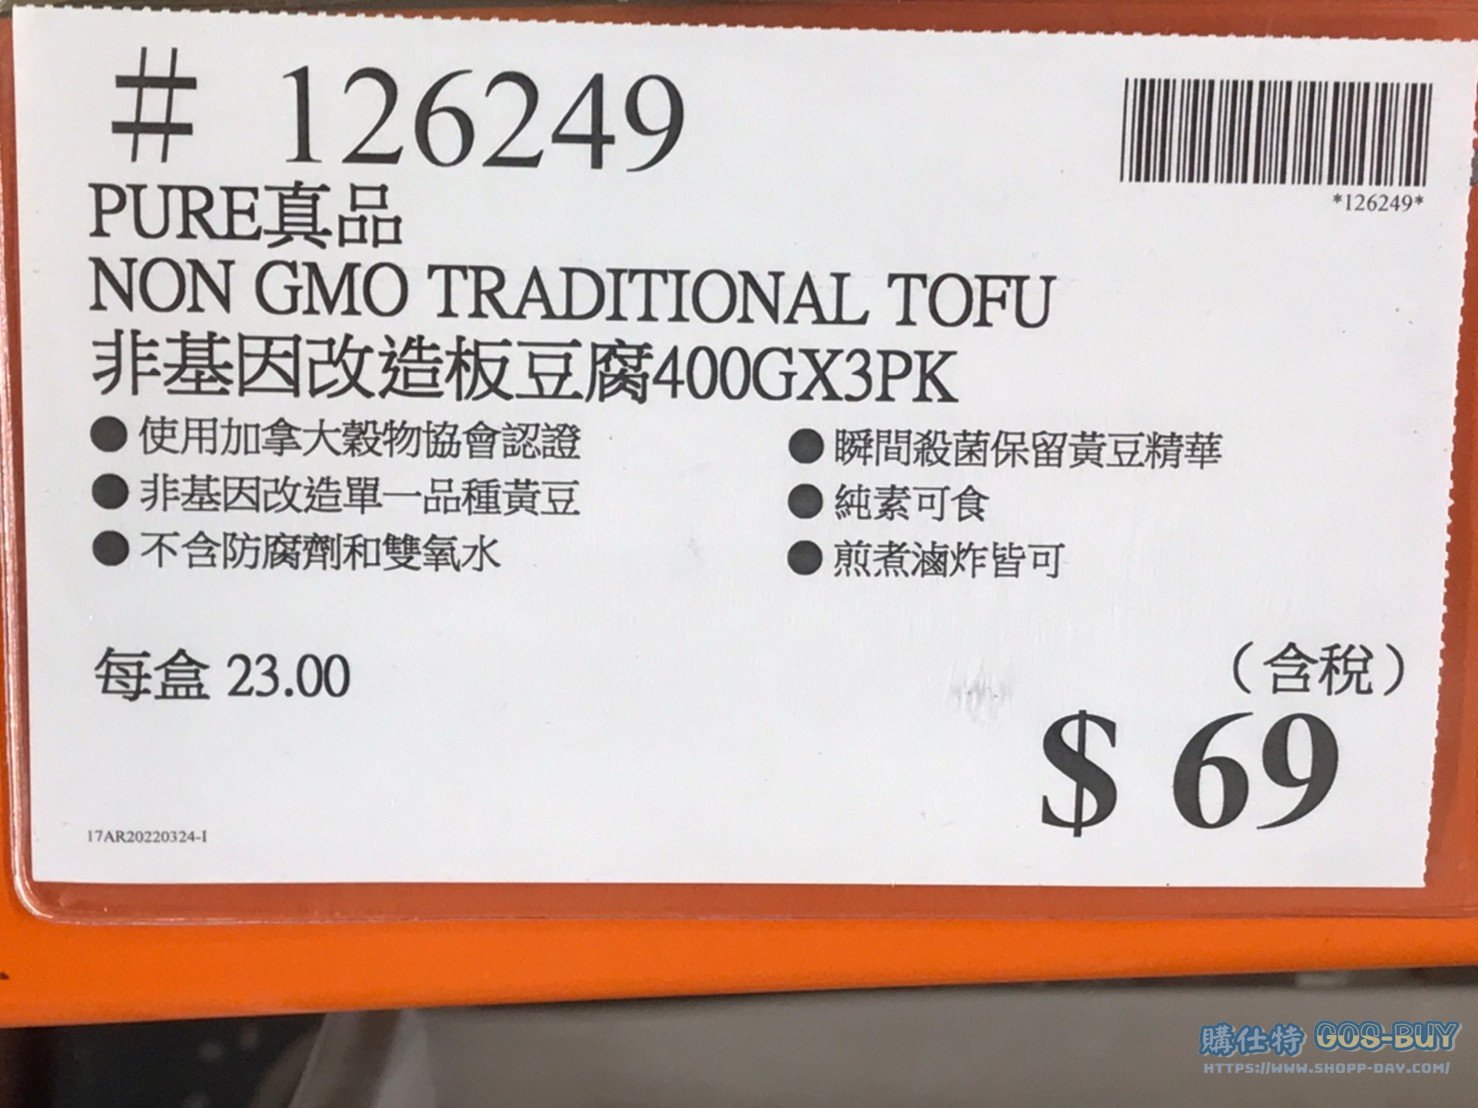 # 126249
*126249*
PURE真品
NON GMO TRADITIONAL TOFU
非基因改造板豆腐400GX3PK
●使用加拿大穀物協會認證
●非基因改造單一品種黃豆
●不含防腐劑和雙氧水
●瞬間殺菌保留黃豆精華
●純素可食
●煎煮滷炸皆可
每盒 23.00
（含稅）
$ 69
17AR20220324-I
購仕特 GOS-BUY
HTTPS://WWW.SHOPP-DAY.COM/